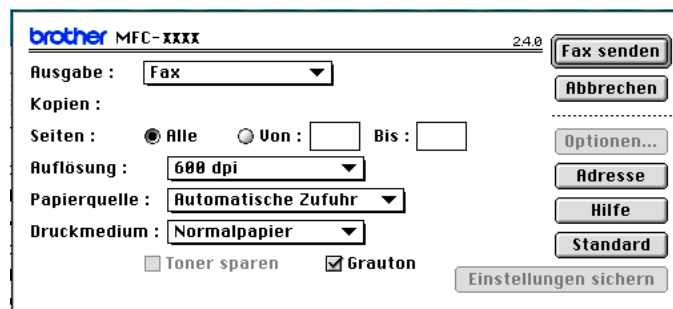 brother MFC-XXXX 2.4.0
Fax senden
Ausgabe : Fax
Abbrechen
Kopien :
Seiten : Alle Von : Bis :
Optionen...
Auflösung : 600 dpi
Adresse
Papierquelle : Automatische Zufuhr
Hilfe
Druckmedium : Normalpapier
Standard
Toner sparen Grauton
Einstellungen sichern